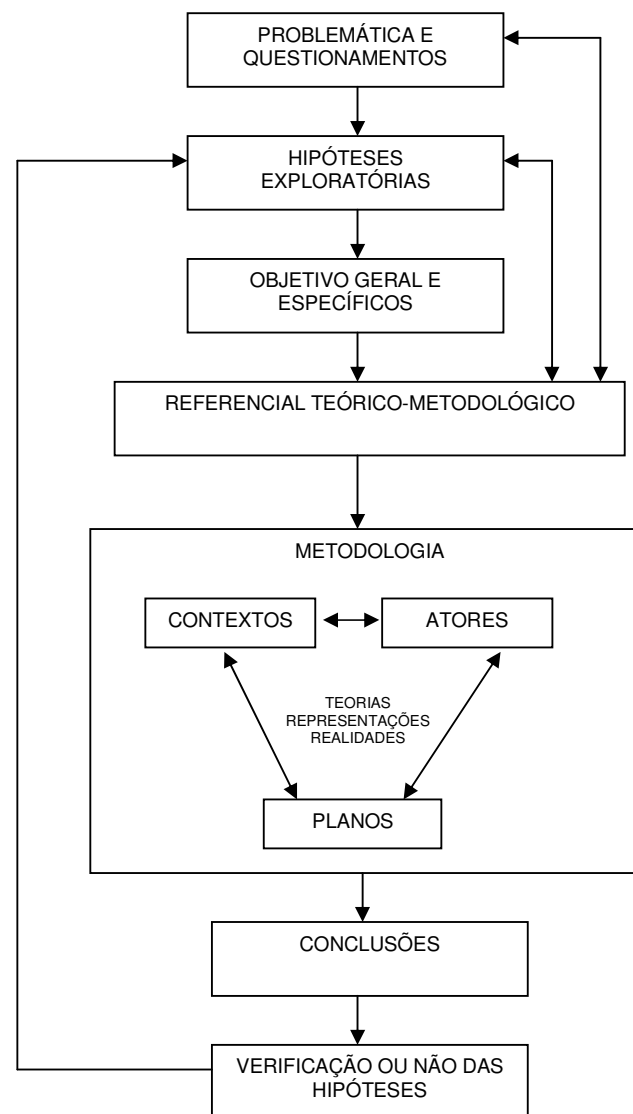 PROBLEMÁTICA E
QUESTIONAMENTOS
HIPÓTESES
EXPLORATÓRIAS
OBJETIVO GERAL E
ESPECÍFICOS
REFERENCIAL TEÓRICO-METODOLÓGICO
METODOLOGIA
CONTEXTOS
ATORES
TEORIAS
REPRESENTAÇÕES
REALIDADES
PLANOS
CONCLUSÕES
VERIFICAÇÃO OU NÃO DAS
HIPÓTESES